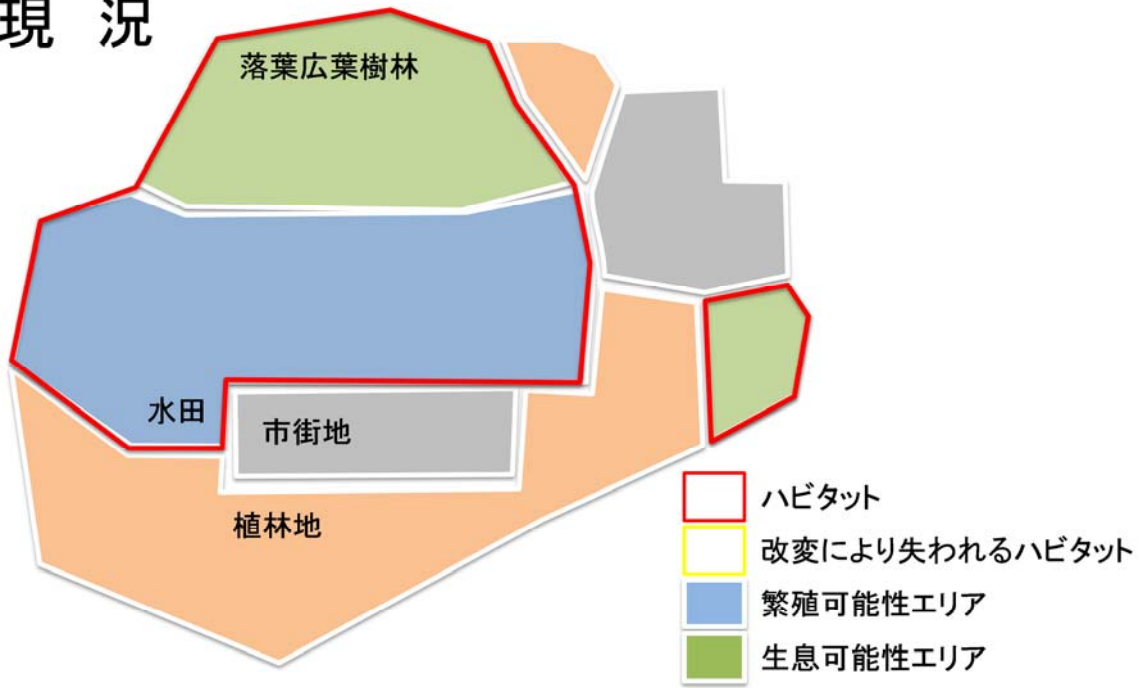 現 況
落葉広葉樹林
水田
市街地
植林地
ハビタット
改変により失われるハビタット
繁殖可能性エリア
生息可能性エリア